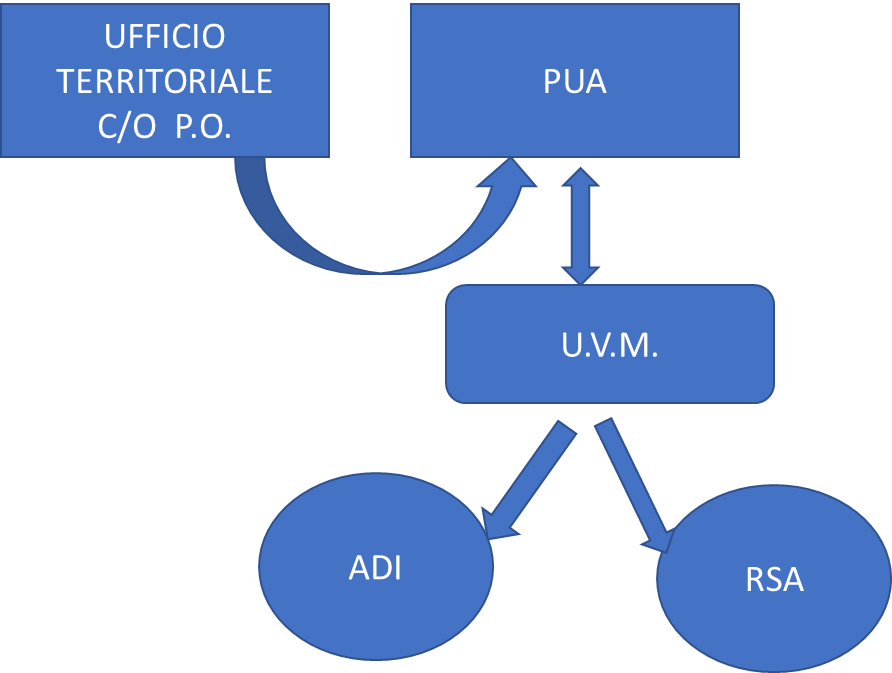 UFFICIO
TERRITORIALE
C/O  P.O.
PUA
U.V.M.
ADI
RSA